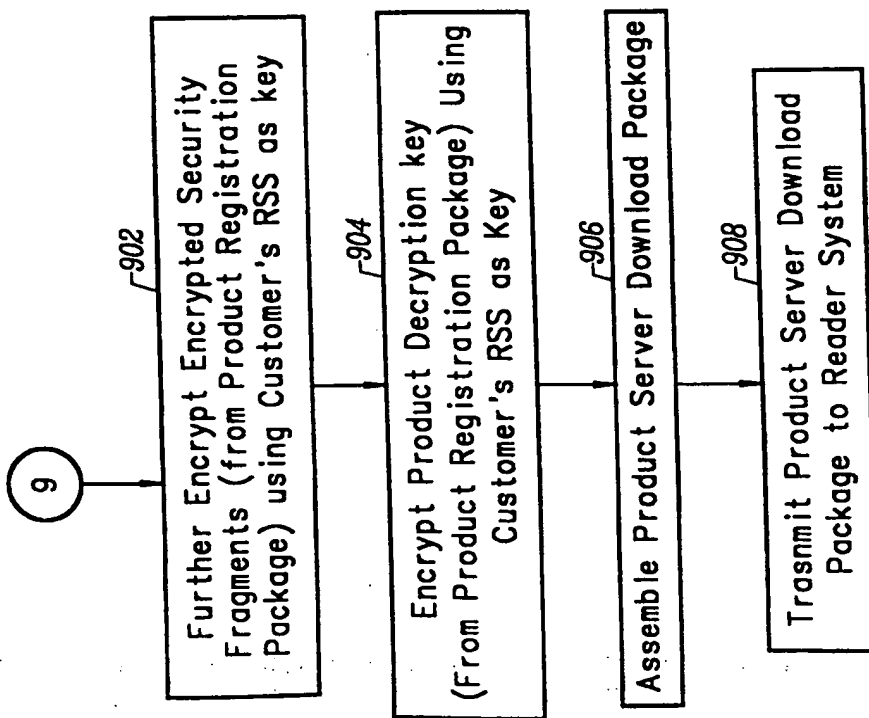 9
902
Further Encrypt Encrypted Security
Fragments (from Product Registration
Package) using Customer's RSS as key
904
Encrypt Product Decryption key
(From Product Registration Package) Using
Customer's RSS as Key
906
Assemble Product Server Download Package
908
Trasnmit Product Server Download
Package to Reader System